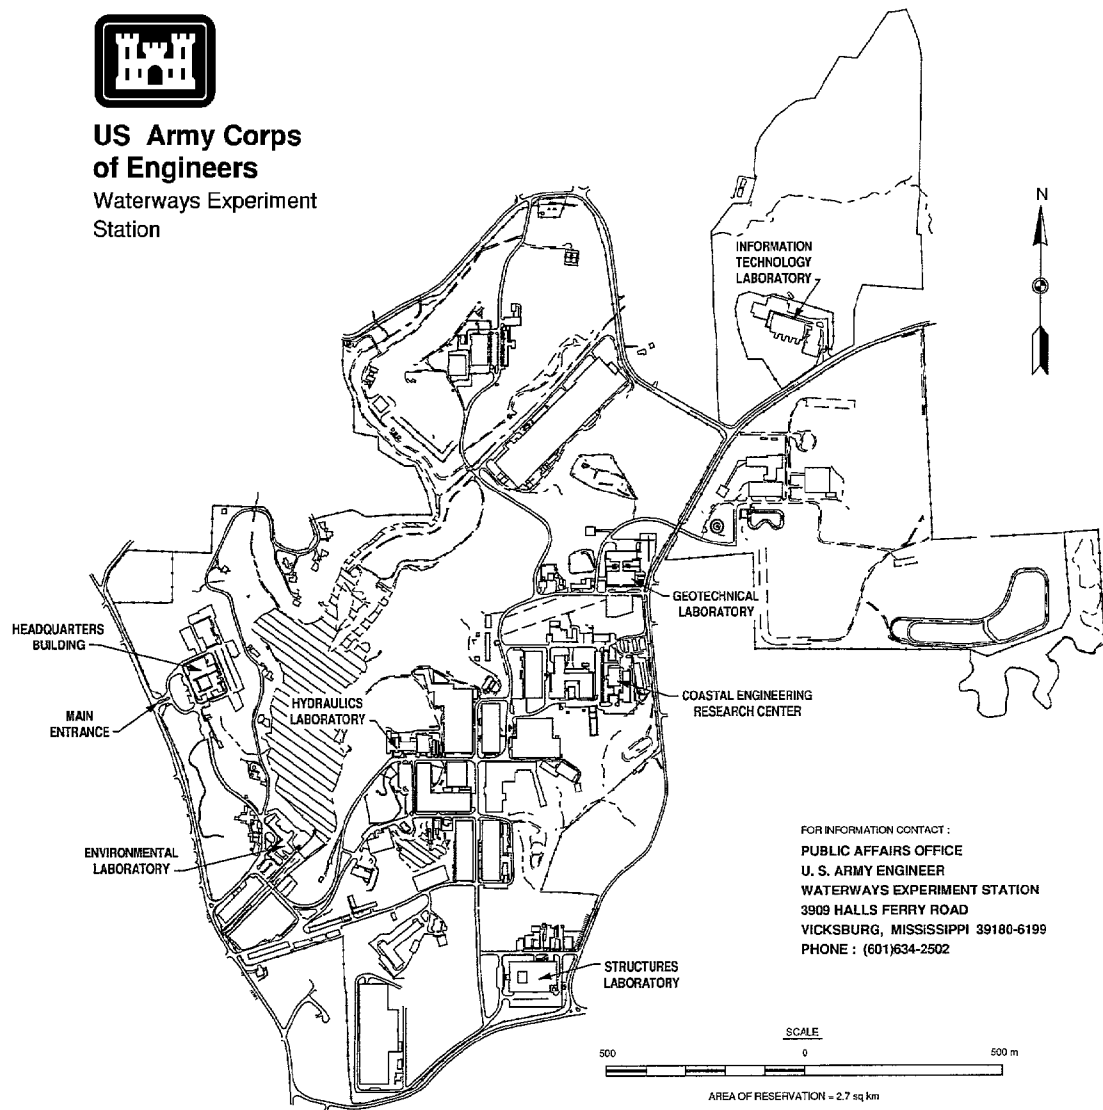 US Army Corps
of Engineers
Waterways Experiment
Station
N
INFORMATION
TECHNOLOGY
LABORATORY
GEOTECHNICAL
LABORATORY
HEADQUARTERS
BUILDING
MAIN
ENTRANCE
HYDRAULICS
LABORATORY
COASTAL ENGINEERING
RESEARCH CENTER
ENVIRONMENTAL
LABORATORY
STRUCTURES
LABORATORY
FOR INFORMATION CONTACT :
PUBLIC AFFAIRS OFFICE
U. S. ARMY ENGINEER
WATERWAYS EXPERIMENT STATION
3909 HALLS FERRY ROAD
VICKSBURG, MISSISSIPPI 39180-6199
PHONE : (601)634-2502
SCALE
500 0 500 m
AREA OF RESERVATION = 2.7 sq km